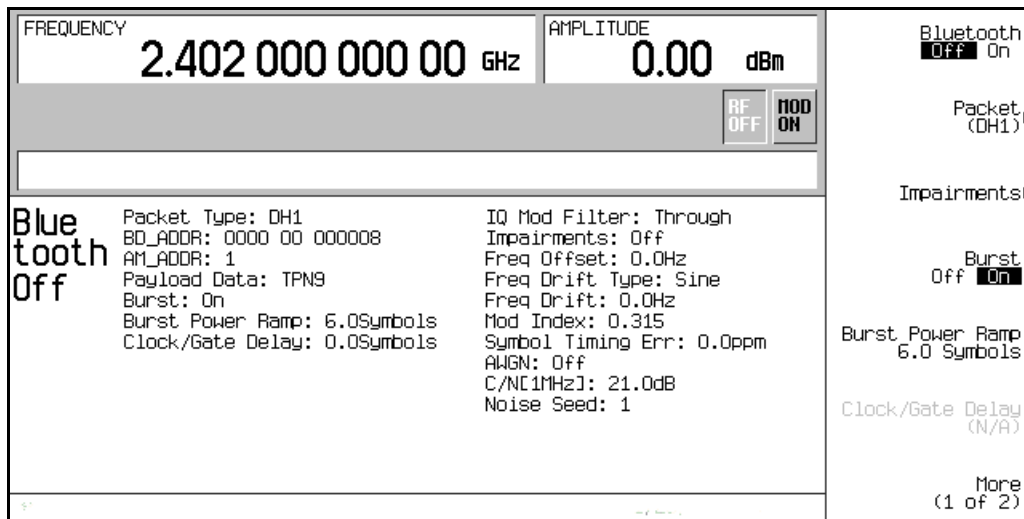 FREQUENCY
2.402 000 000 00 GHz
AMPLITUDE
0.00 dBm
RF
OFF
MOD
ON
Blue
tooth
Off
Packet Type: DH1
BD_ADDR: 0000 00 000008
AM_ADDR: 1
Payload Data: TPN9
Burst: On
Burst Power Ramp: 6.0Symbols
Clock/Gate Delay: 0.0Symbols
IQ Mod Filter: Through
Impairments: Off
Freq Offset: 0.0Hz
Freq Drift Type: Sine
Freq Drift: 0.0Hz
Mod Index: 0.315
Symbol Timing Err: 0.0ppm
AWGN: Off
C/N[1MHz]: 21.0dB
Noise Seed: 1
Bluetooth
Off On
Packet
(DH1)
Impairments
Burst
Off On
Burst Power Ramp
6.0 Symbols
Clock/Gate Delay
(N/A)
More
(1 of 2)